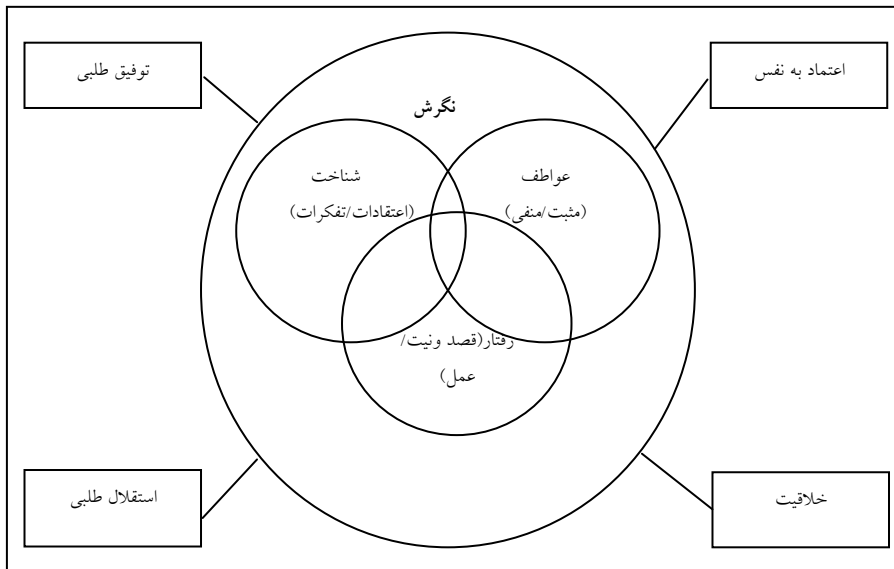 اعتماد به نفس
توفیق طلبی
نگرش
عواطف
(مثبت/منفی)
شناخت
(اعتقادات/تفکرات)
رفتار(قصد ونیت/
عمل)
خلاقیت
استقلال طلبی